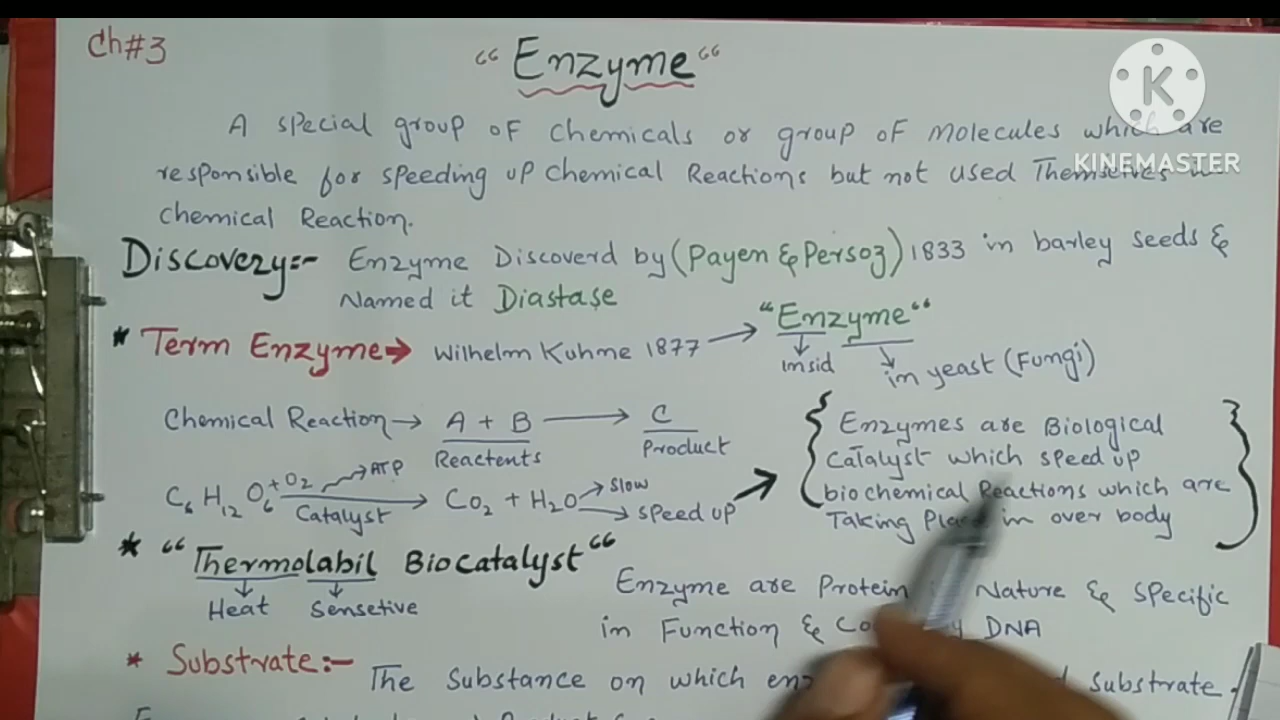 Ch#3
"Enzyme"
A special group of chemicals or group of molecules which are
responsible for speeding up chemical Reactions but not used Themselves
chemical Reaction.
Discovery:- Enzyme Discoverd by (Payen & Persoz) 1833 in barley seeds &
Named it Diastase
* Term Enzyme→ Wilhelm Kuhme 1877 → "Enzyme"
insid
in yeast (Fungi)
Chemical Reaction → A + B → C
Reactents
Product
C6H12O6 +O2 → CO2 + H2O
ATP
Catalyst
slow
speed up
{Enzymes are Biological
catalyst which speed up
biochemical Reactions which are
Taking Place in over body}
* "Thermolabil Biocatalyst"
Heat
Sensetive
Enzyme are Protein Nature & specific
in Function & DNA
* Substrate:- The Substance on which substrate.
K
KINEMASTER